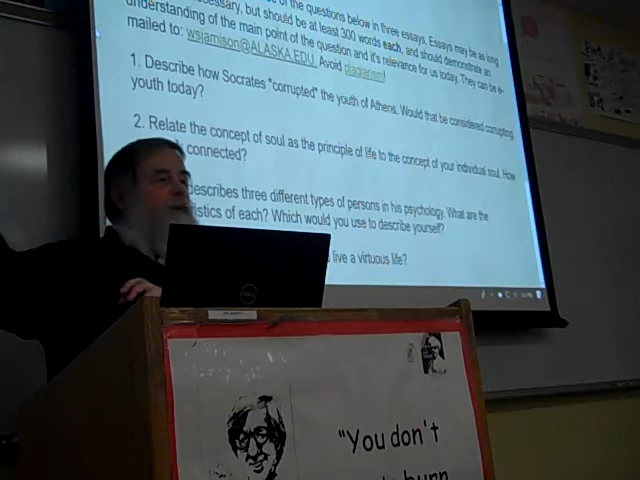 of the questions below in three essays. Essays may be as long
necessary, but should be at least 300 words each, and should demonstrate an
understanding of the main point of the question and it's relevance for us today. They can be e-
mailed to: wsjamison@ALASKA.EDU. Avoid plagiarism!
1. Describe how Socrates "corrupted" the youth of Athens. Would that be considered corrupting
youth today?
2. Relate the concept of soul as the principle of life to the concept of your individual soul. How
connected?
describes three different types of persons in his psychology. What are the
istics of each? Which would you use to describe yourself?
live a virtuous life?
DELL
"You don't
burn